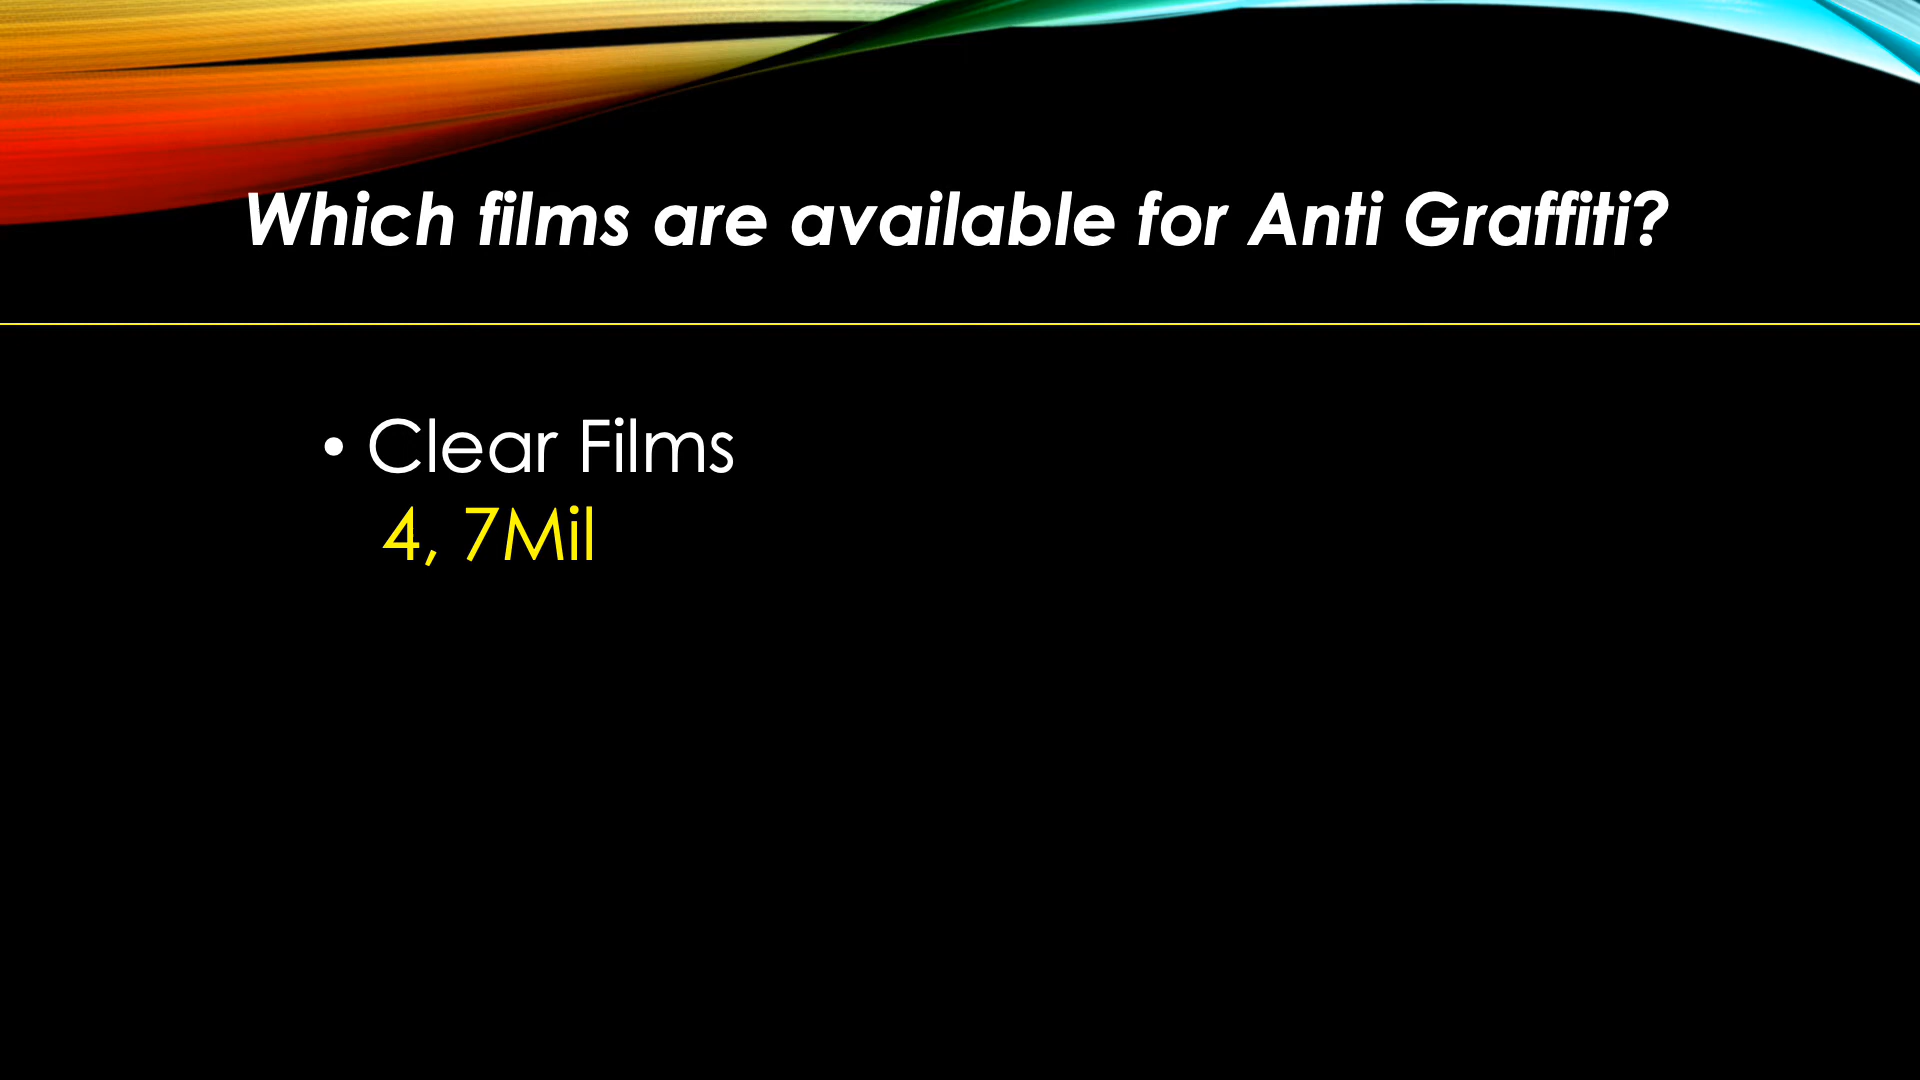 Which films are available for Anti Graffiti?
• Clear Films
4, 7Mil